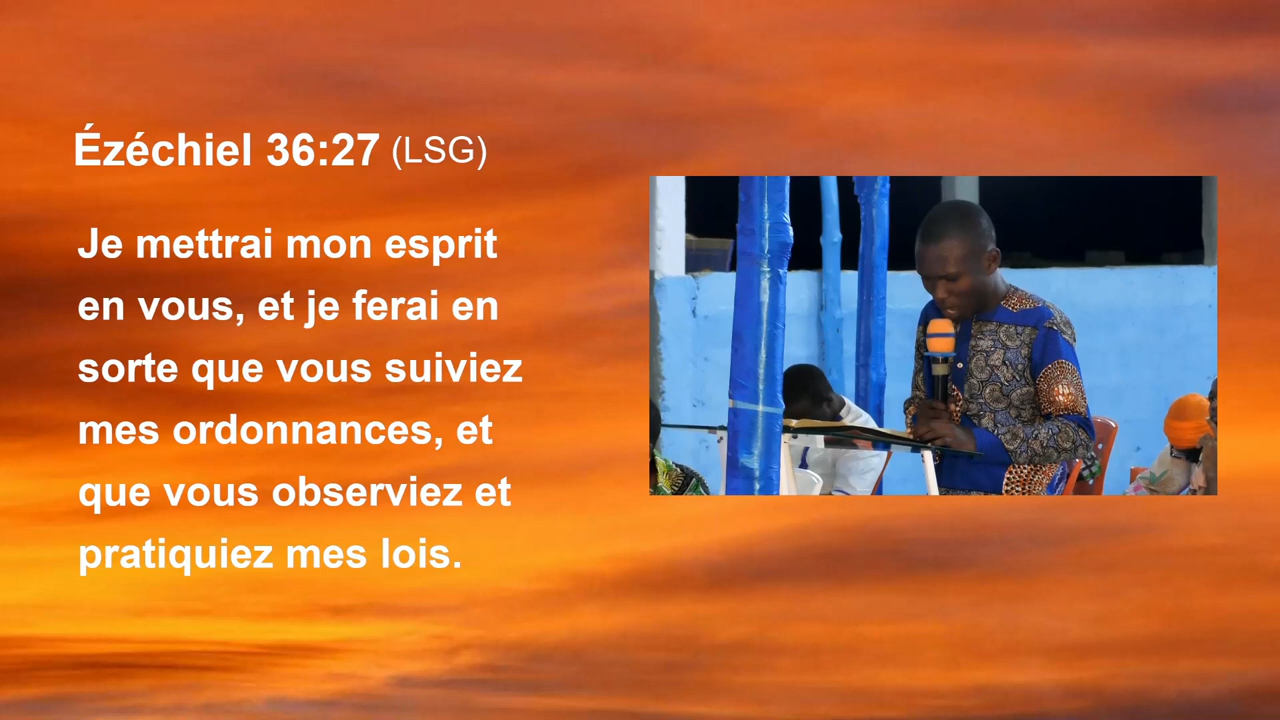 Ézéchiel 36:27 (LSG)
Je mettrai mon esprit
en vous, et je ferai en
sorte que vous suiviez
mes ordonnances, et
que vous observiez et
pratiquiez mes lois.